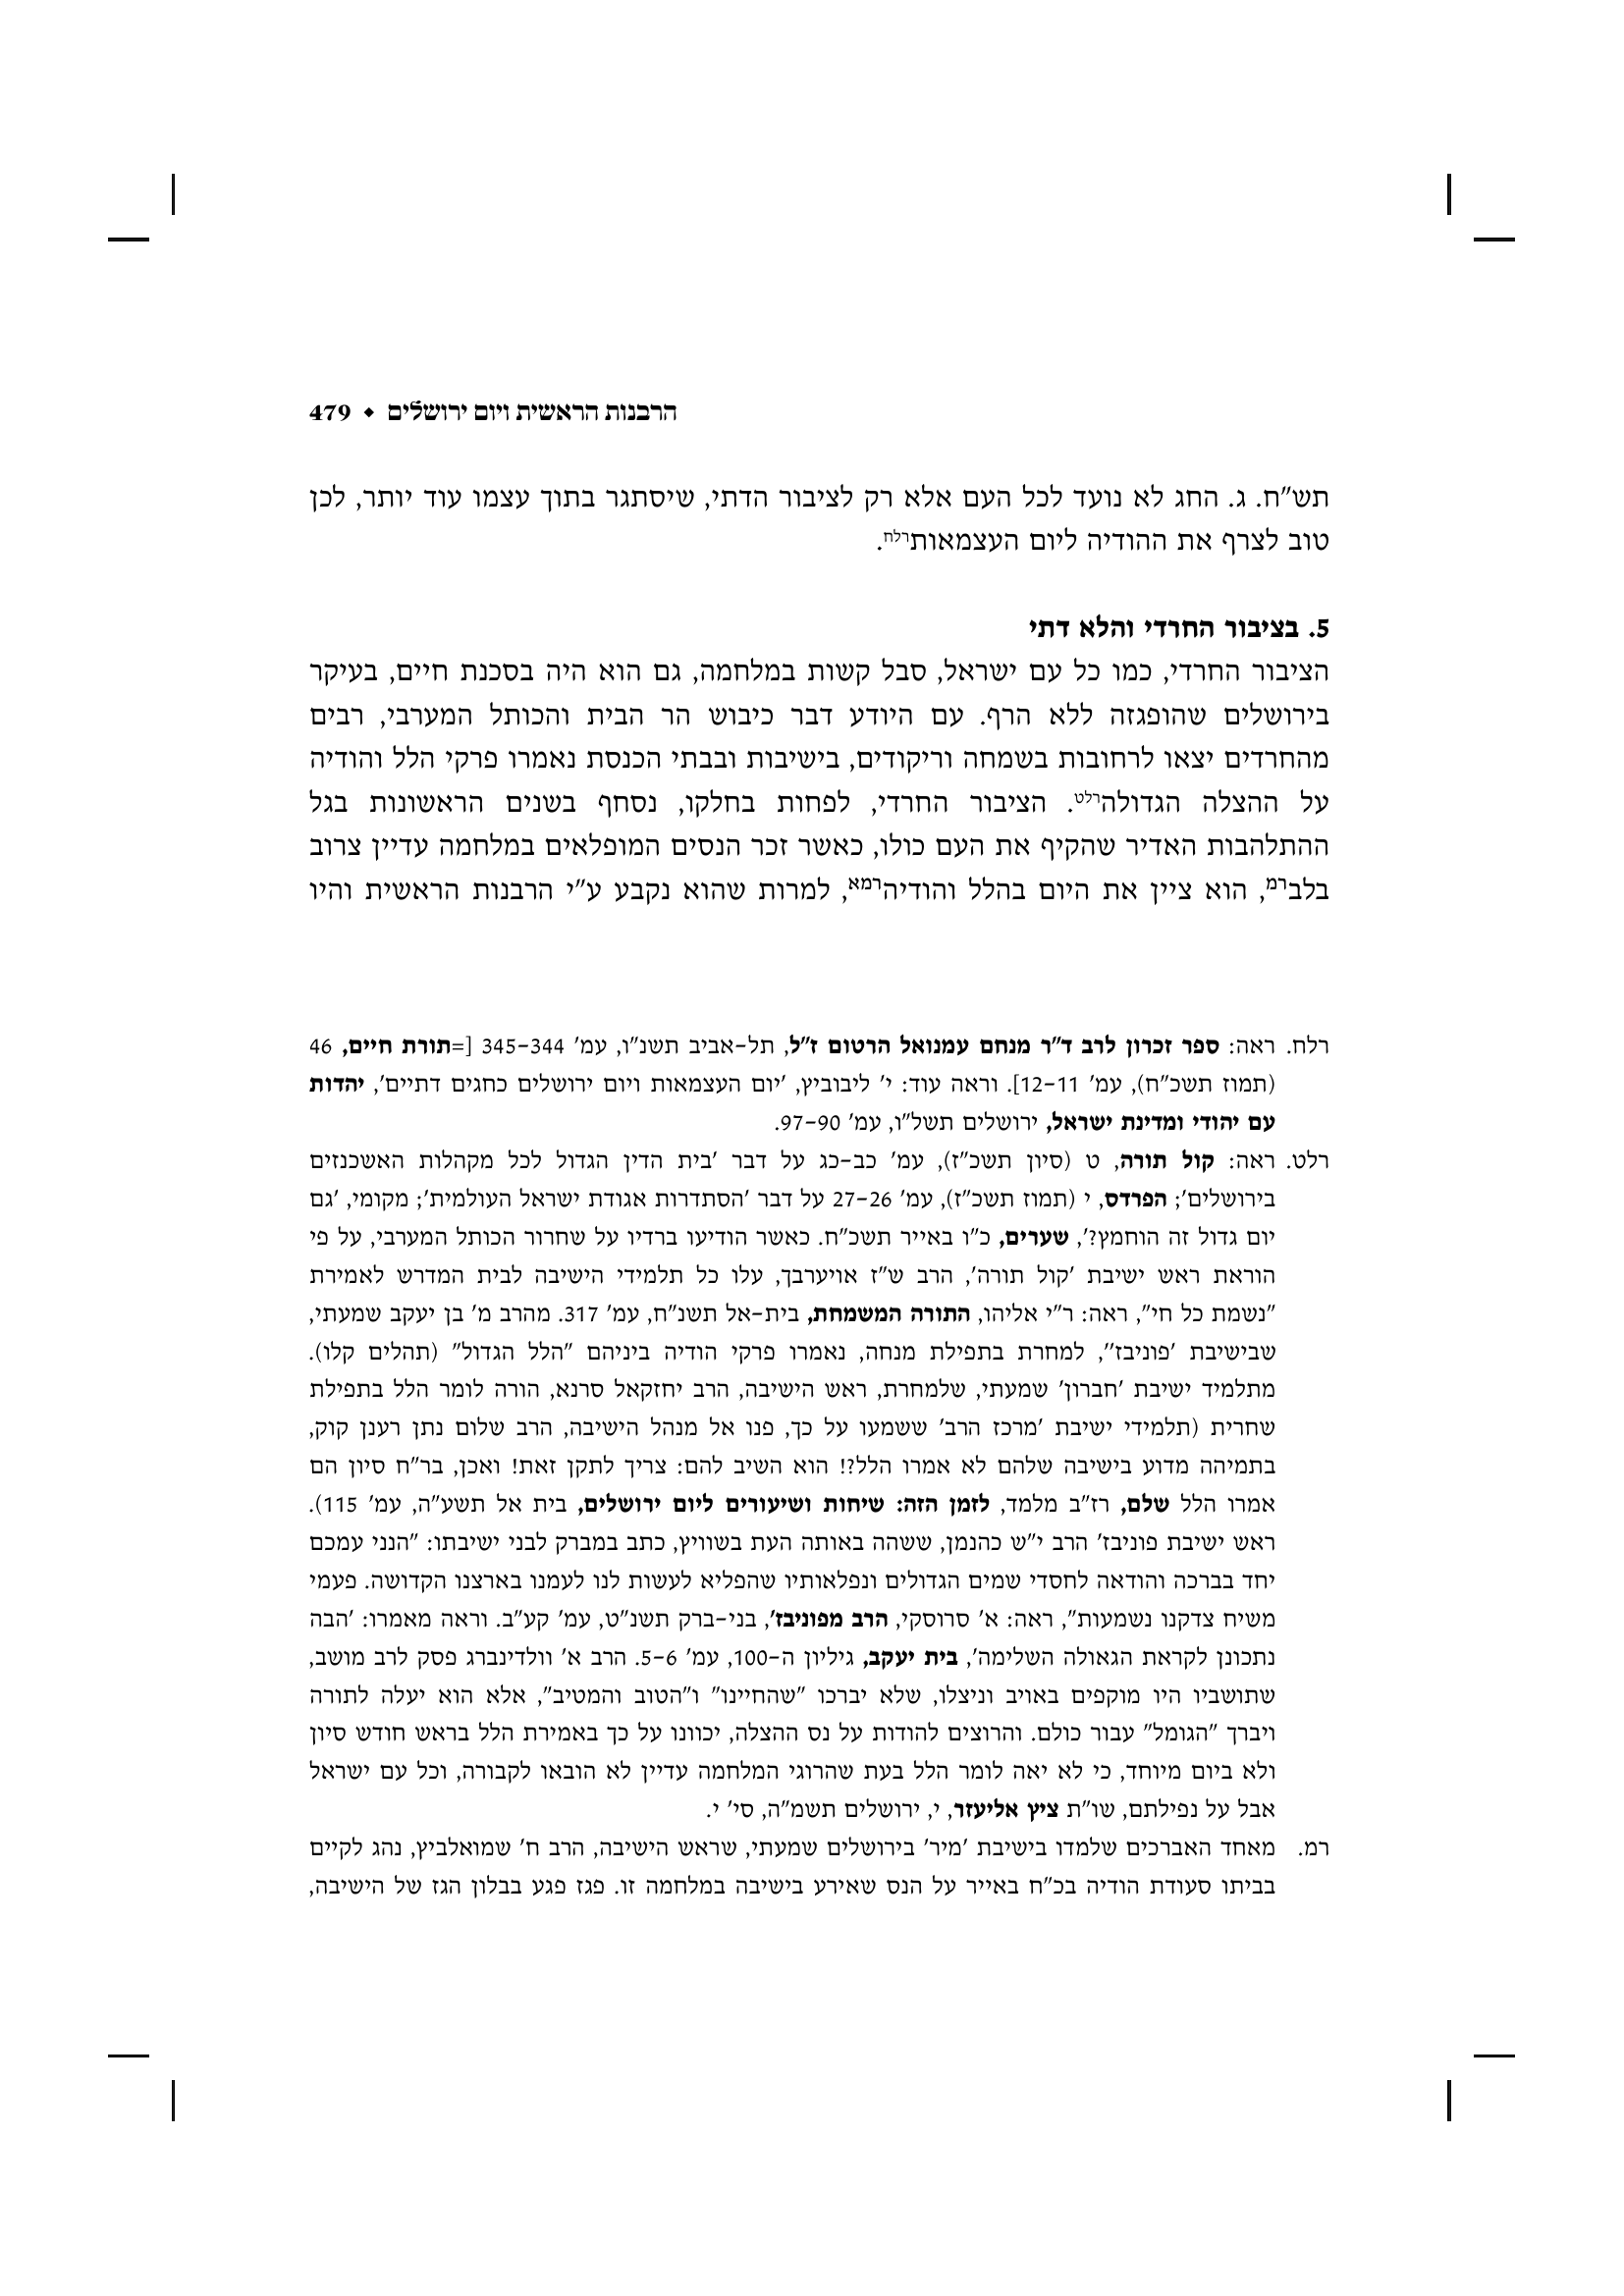 הרבנות הראשית ויום ירושלים ◆ 479
תש"ח. ג. החג לא נועד לכל העם אלא רק לציבור הדתי, שיסתגר בתוך עצמו עוד יותר, לכן
טוב לצרף את ההודיה ליום העצמאותרלח.
5. בציבור החרדי והלא דתי
הציבור החרדי, כמו כל עם ישראל, סבל קשות במלחמה, גם הוא היה בסכנת חיים, בעיקר
בירושלים שהופגזה ללא הרף. עם היודע דבר כיבוש הר הבית והכותל המערבי, רבים
מהחרדים יצאו לרחובות בשמחה וריקודים, בישיבות ובבתי הכנסת נאמרו פרקי הלל והודיה
על ההצלה הגדולהרלט. הציבור החרדי, לפחות בחלקו, נסחף בשנים הראשונות בגל
ההתלהבות האדיר שהקיף את העם כולו, כאשר זכר הנסים המופלאים במלחמה עדיין צרוב
בלברמ, הוא ציין את היום בהלל והודיהרמא, למרות שהוא נקבע ע"י הרבנות הראשית והיו
רלח. ראה: ספר זכרון לרב ד"ר מנחם עמנואל הרטום ז"ל, תל-אביב תשנ"ו, עמ' 345-344 [=תורת חיים, 46
(תמוז תשכ"ח), עמ' 12-11]. וראה עוד: י' ליבוביץ, 'יום העצמאות ויום ירושלים כחגים דתיים', יהדות
עם יהודי ומדינת ישראל, ירושלים תשל"ו, עמ' 97-90.
רלט. ראה: קול תורה, ט (סיון תשכ"ז), עמ' כב-כג על דבר 'בית הדין הגדול לכל מקהלות האשכנזים
בירושלים'; הפרדס, י (תמוז תשכ"ז), עמ' 27-26 על דבר 'הסתדרות אגודת ישראל העולמית'; מקומי, 'גם
יום גדול זה הוחמץ?', שערים, כ"ו באייר תשכ"ח. כאשר הודיעו ברדיו על שחרור הכותל המערבי, על פי
הוראת ראש ישיבת 'קול תורה', הרב ש"ז אויערבך, עלו כל תלמידי הישיבה לבית המדרש לאמירת
"נשמת כל חי", ראה: ר"י אליהו, התורה המשמחת, בית-אל תשנ"ח, עמ' 317. מהרב מ' בן יעקב שמעתי,
שבישיבת 'פוניבז'', למחרת בתפילת מנחה, נאמרו פרקי הודיה ביניהם "הלל הגדול" (תהלים קלו).
מתלמיד ישיבת 'חברון' שמעתי, שלמחרת, ראש הישיבה, הרב יחזקאל סרנא, הורה לומר הלל בתפילת
שחרית (תלמידי ישיבת 'מרכז הרב' ששמעו על כך, פנו אל מנהל הישיבה, הרב שלום נתן רענן קוק,
בתמיהה מדוע בישיבה שלהם לא אמרו הלל?! הוא השיב להם: צריך לתקן זאת! ואכן, בר"ח סיון הם
אמרו הלל שלם, רז"ב מלמד, לזמן הזה: שיחות ושיעורים ליום ירושלים, בית אל תשע"ה, עמ' 115).
ראש ישיבת פוניבז' הרב י"ש כהנמן, ששהה באותה העת בשוויץ, כתב במברק לבני ישיבתו: "הנני עמכם
יחד בברכה והודאה לחסדי שמים הגדולים ונפלאותיו שהפליא לעשות לנו לעמנו בארצנו הקדושה. פעמי
משיח צדקנו נשמעות", ראה: א' סרוסקי, הרב מפוניבז', בני-ברק תשנ"ט, עמ' קע"ב. וראה מאמרו: 'הבה
נתכונן לקראת הגאולה השלימה', בית יעקב, גיליון ה-100, עמ' 5-6. הרב א' וולדינברג פסק לרב מושב,
שתושביו היו מוקפים באויב וניצלו, שלא יברכו "שהחיינו" ו"הטוב והמטיב", אלא הוא יעלה לתורה
ויברך "הגומל" עבור כולם. והרוצים להודות על נס ההצלה, יכוונו על כך באמירת הלל בראש חודש סיון
ולא ביום מיוחד, כי לא יאה לומר הלל בעת שהרוגי המלחמה עדיין לא הובאו לקבורה, וכל עם ישראל
אבל על נפילתם, שו"ת ציץ אליעזר, י, ירושלים תשמ"ה, סי' י.
רמ. מאחד האברכים שלמדו בישיבת 'מיר' בירושלים שמעתי, שראש הישיבה, הרב ח' שמואלביץ, נהג לקיים
בביתו סעודת הודיה בכ"ח באייר על הנס שאירע בישיבה במלחמה זו. פגז פגע בבלון הגז של הישיבה,